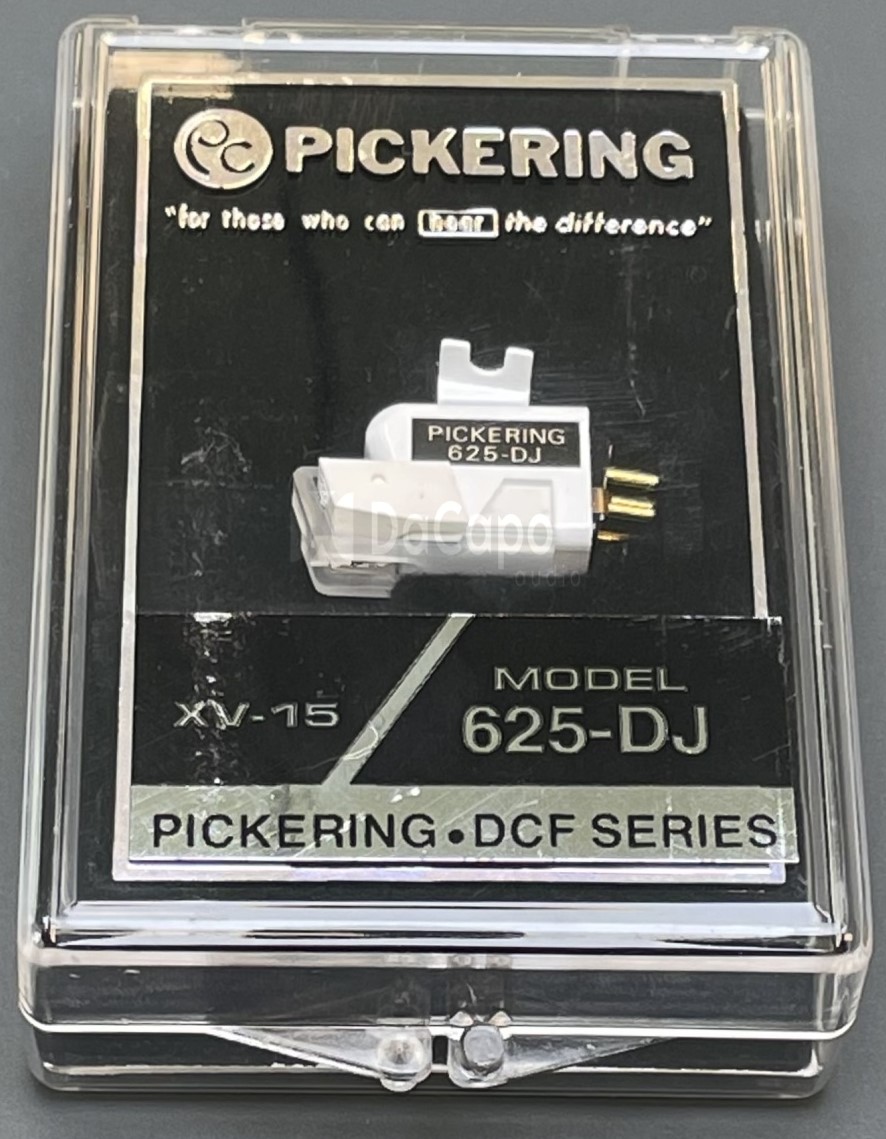 PC PICKERING
"for those who can hear the difference"
PICKERING
625-DJ
DaCapo
audio
XV-15
MODEL
625-DJ
PICKERING • DCF SERIES